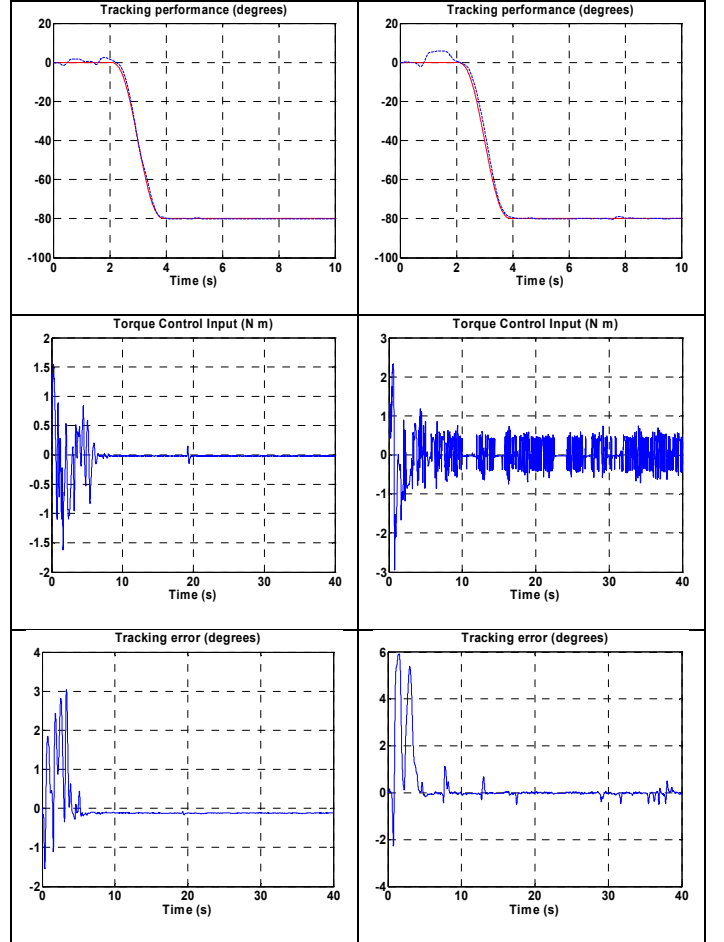 Tracking performance (degrees)
20
0
-20
-40
-60
-80
-100
0 2 4 6 8 10
Time (s)
Tracking performance (degrees)
20
0
-20
-40
-60
-80
-100
0 2 4 6 8 10
Time (s)
Torque Control Input (N m)
2
1.5
1
0.5
0
-0.5
-1
-1.5
-2
0 10 20 30 40
Time (s)
Torque Control Input (N m)
3
2
1
0
-1
-2
-3
0 10 20 30 40
Time (s)
Tracking error (degrees)
4
3
2
1
0
-1
-2
0 10 20 30 40
Time (s)
Tracking error (degrees)
6
4
2
0
-2
-4
0 10 20 30 40
Time (s)